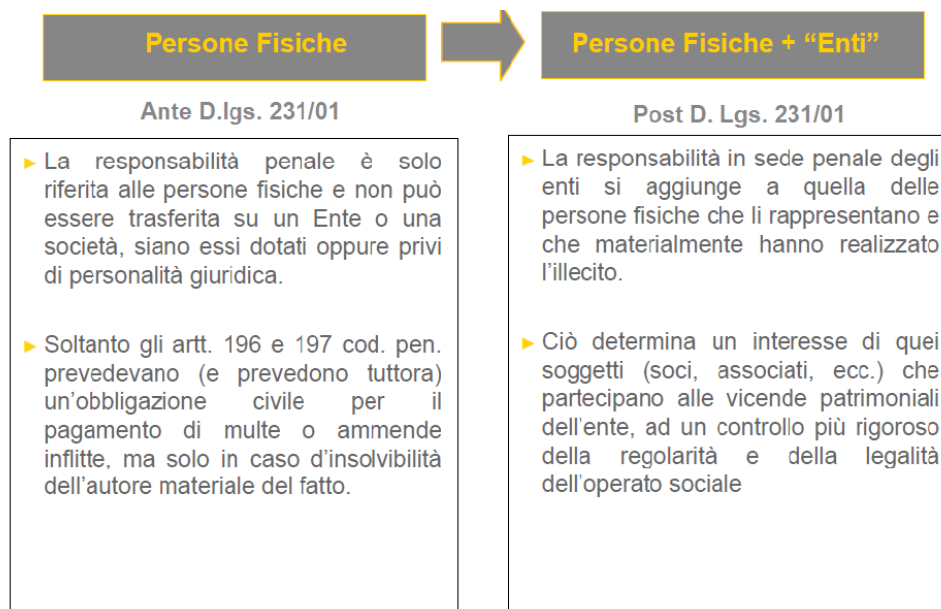 Persone Fisiche
Ante D.lgs. 231/01
► La responsabilità penale è solo
riferita alle persone fisiche e non può
essere trasferita su un Ente o una
società, siano essi dotati oppure privi
di personalità giuridica.
► Soltanto gli artt. 196 e 197 cod. pen.
prevedevano (e prevedono tuttora)
un’obbligazione civile per il
pagamento di multe o ammende
inflitte, ma solo in caso d’insolvibilità
dell’autore materiale del fatto.
Persone Fisiche + “Enti”
Post D. Lgs. 231/01
► La responsabilità in sede penale degli
enti si aggiunge a quella delle
persone fisiche che li rappresentano e
che materialmente hanno realizzato
l’illecito.
► Ciò determina un interesse di quei
soggetti (soci, associati, ecc.) che
partecipano alle vicende patrimoniali
dell’ente, ad un controllo più rigoroso
della regolarità e della legalità
dell’operato sociale